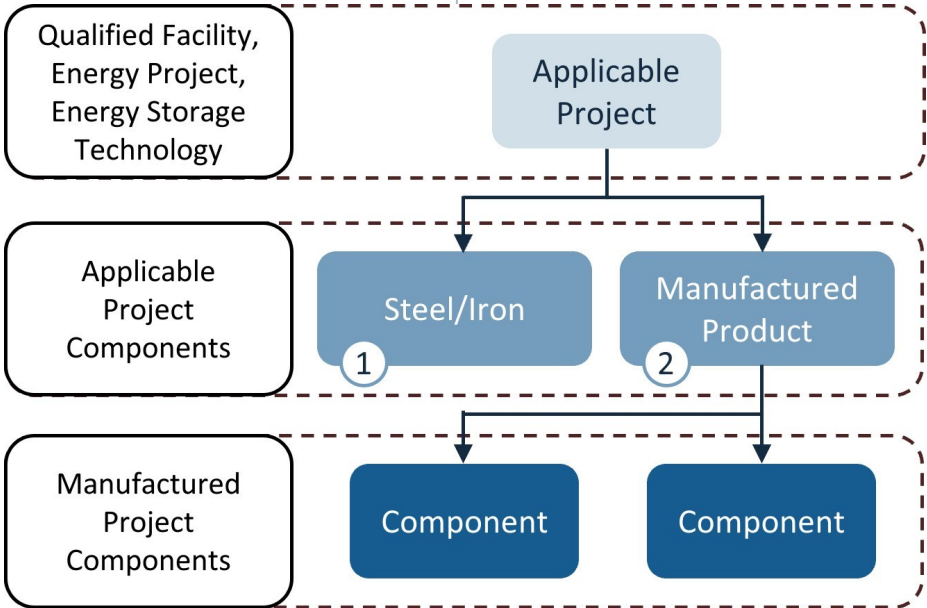 Qualified Facility,
Energy Project,
Energy Storage
Technology
Applicable
Project
Applicable
Project
Components
Steel/Iron
1
Manufactured
Product
2
Manufactured
Project
Components
Component
Component